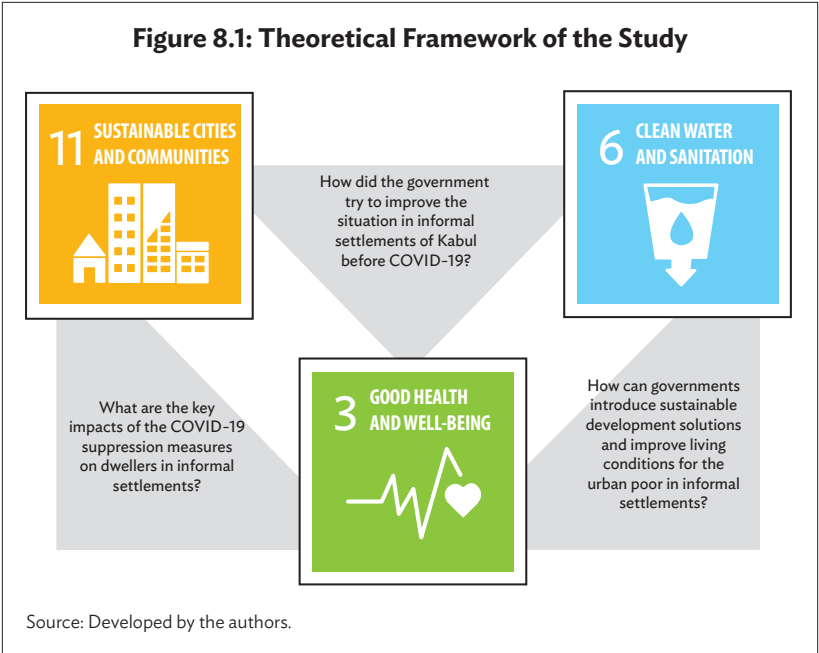 Figure 8.1: Theoretical Framework of the Study
11 SUSTAINABLE CITIES
AND COMMUNITIES
6 CLEAN WATER
AND SANITATION
How did the government
try to improve the
situation in informal
settlements of Kabul
before COVID-19?
3 GOOD HEALTH
AND WELL-BEING
What are the key
impacts of the COVID-19
suppression measures
on dwellers in informal
settlements?
How can governments
introduce sustainable
development solutions
and improve living
conditions for the
urban poor in informal
settlements?
Source: Developed by the authors.